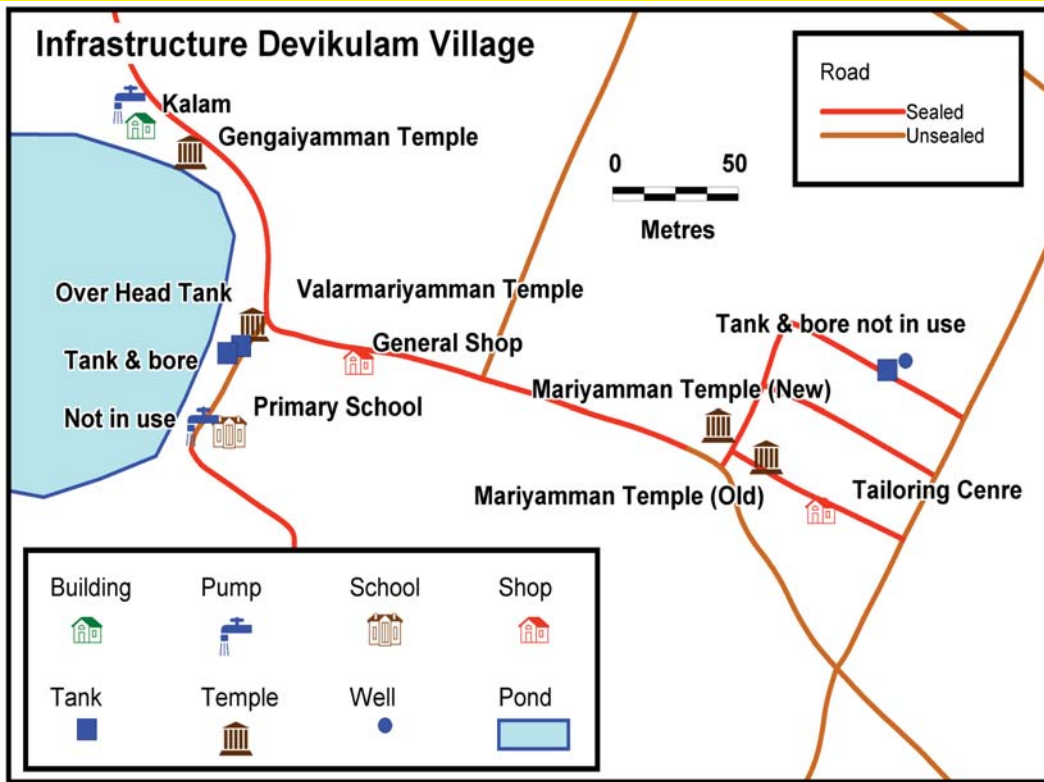 Infrastructure Devikulam Village
Road
Sealed
Unsealed
Kalam
Gengaiyamman Temple
0 50
Metres
Over Head Tank
Valarmariyamman Temple
Tank & bore
General Shop
Tank & bore not in use
Not in use
Primary School
Mariyamman Temple (New)
Mariyamman Temple (Old)
Tailoring Cenre
Building Pump School Shop
Tank Temple Well Pond